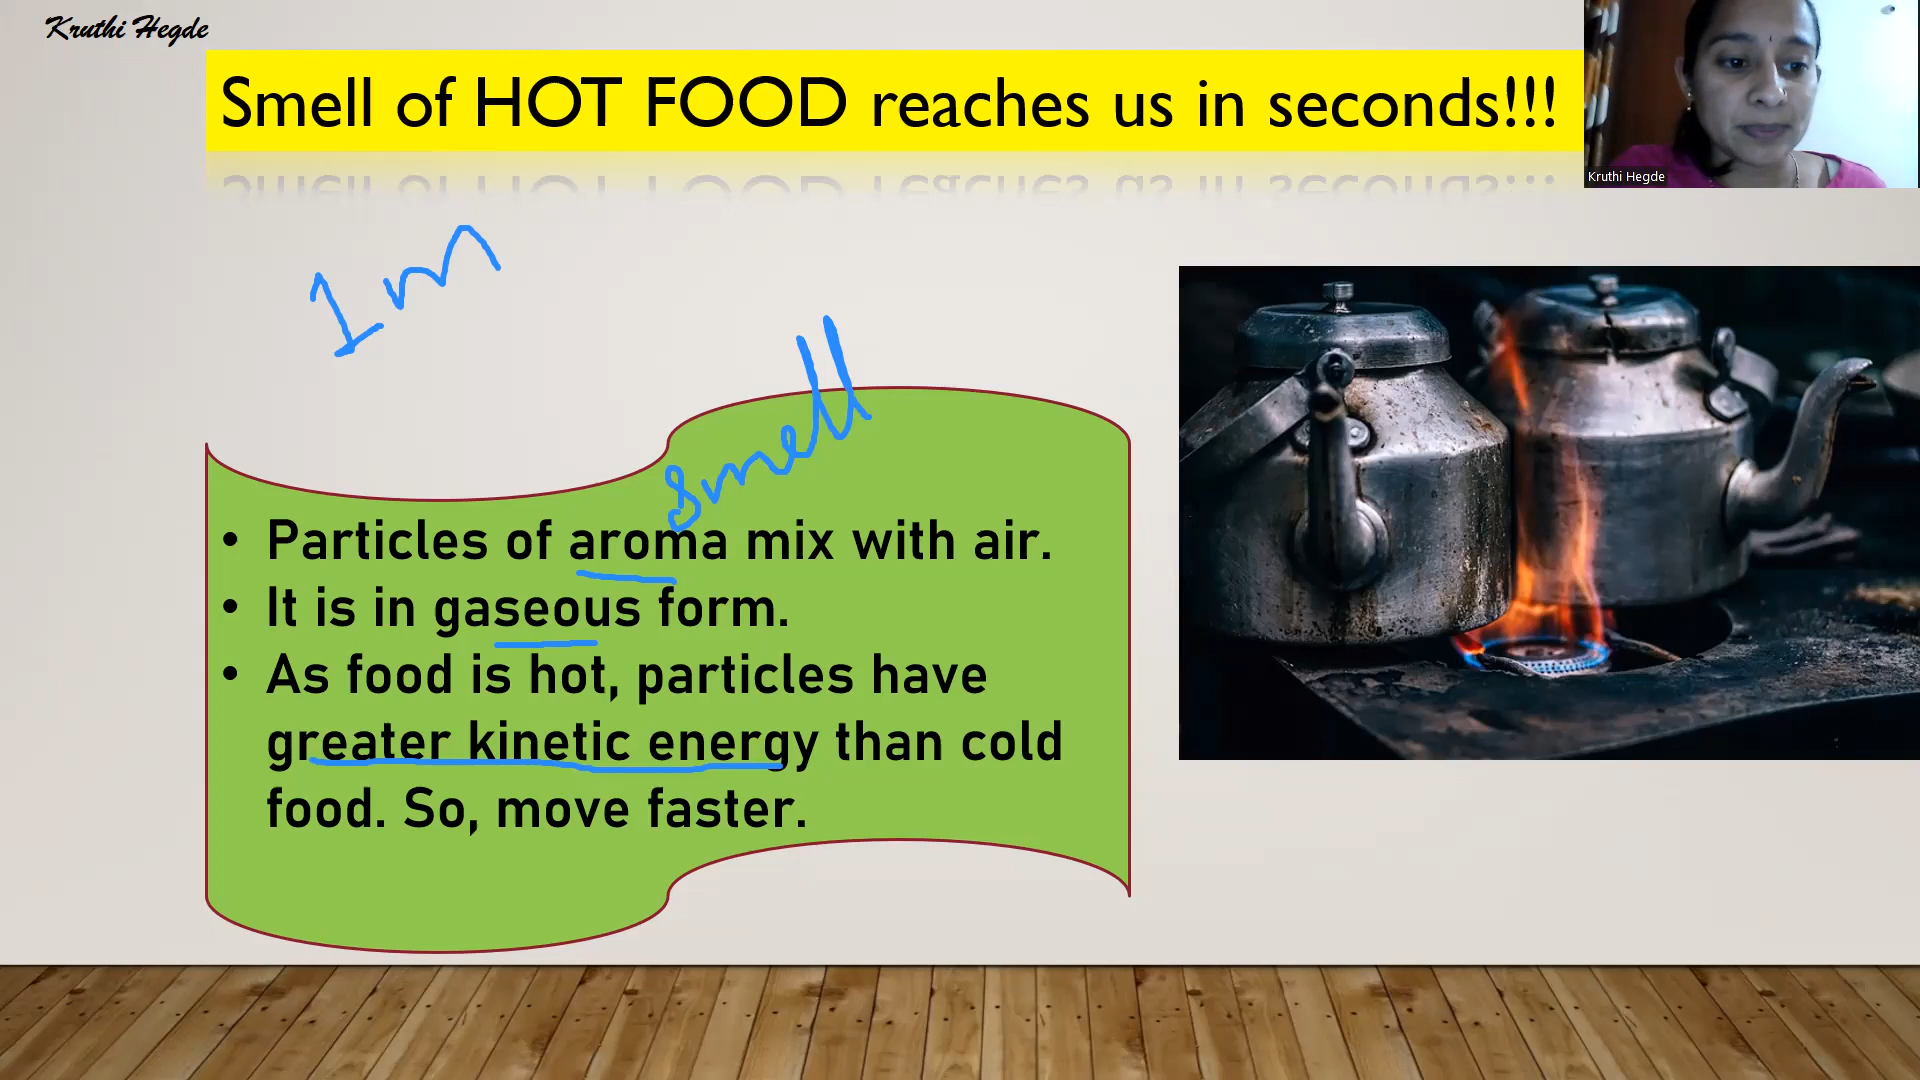 Kruthi Hegde
Smell of HOT FOOD reaches us in seconds!!!
Kruthi Hegde
1m
smell
• Particles of aroma mix with air.
• It is in gaseous form.
• As food is hot, particles have
greater kinetic energy than cold
food. So, move faster.